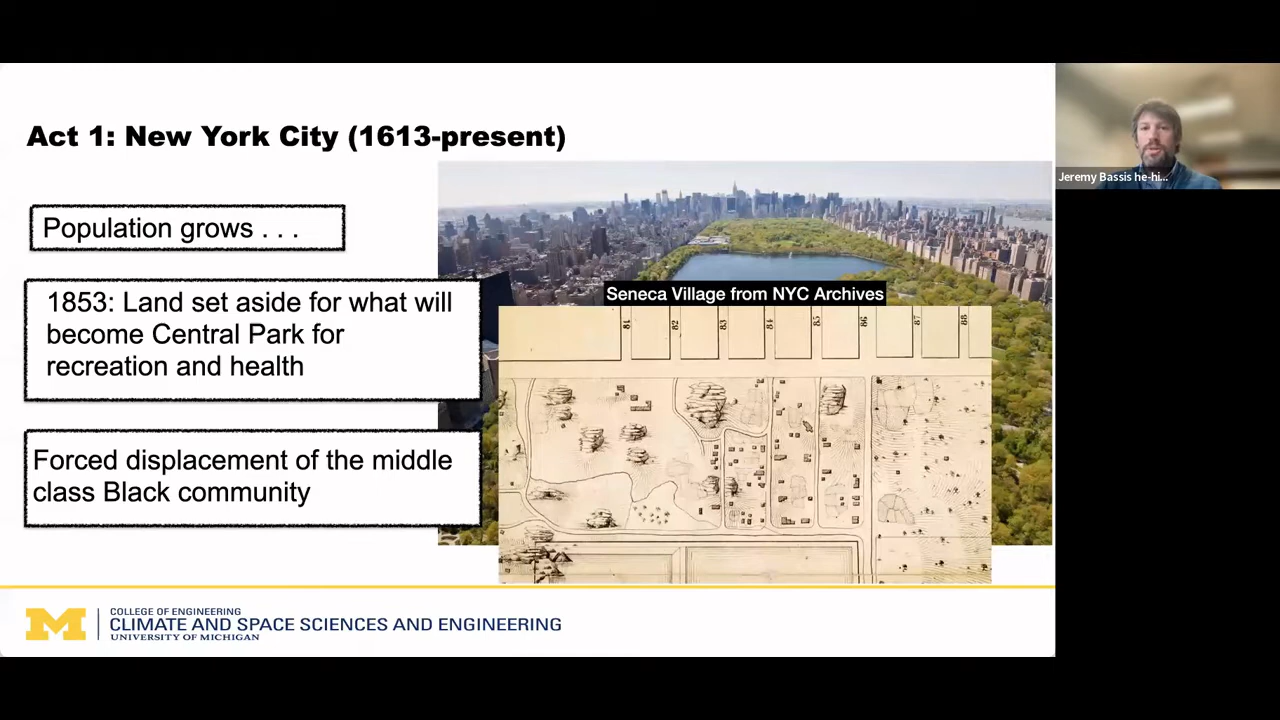 Act 1: New York City (1613-present)
Jeremy Bassis he-hi...
Population grows . . .
1853: Land set aside for what will
become Central Park for
recreation and health
Seneca Village from NYC Archives
81 82 83 84 85 86 87 88
Forced displacement of the middle
class Black community
M
COLLEGE OF ENGINEERING
CLIMATE AND SPACE SCIENCES AND ENGINEERING
UNIVERSITY OF MICHIGAN